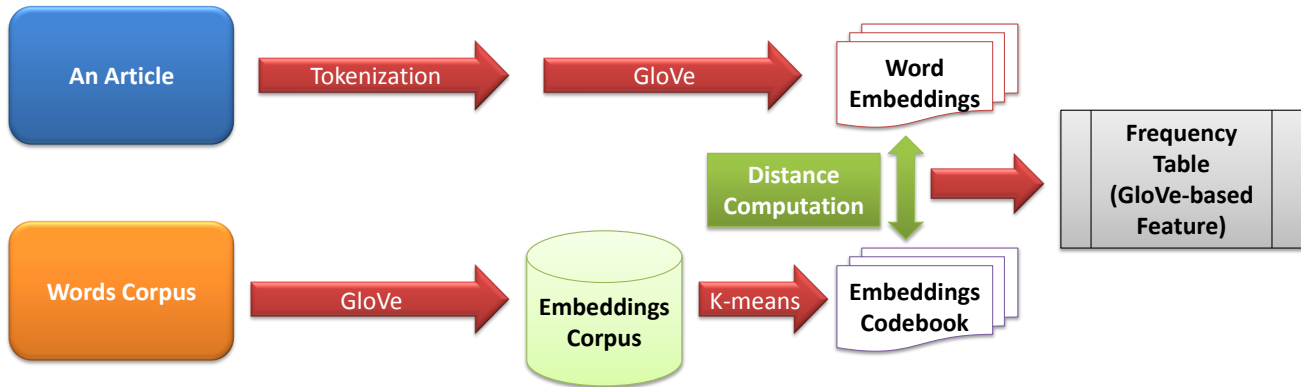 An Article
Tokenization
GloVe
Word
Embeddings
Distance
Computation
Frequency
Table
(GloVe-based
Feature)
Words Corpus
GloVe
Embeddings
Corpus
K-means
Embeddings
Codebook